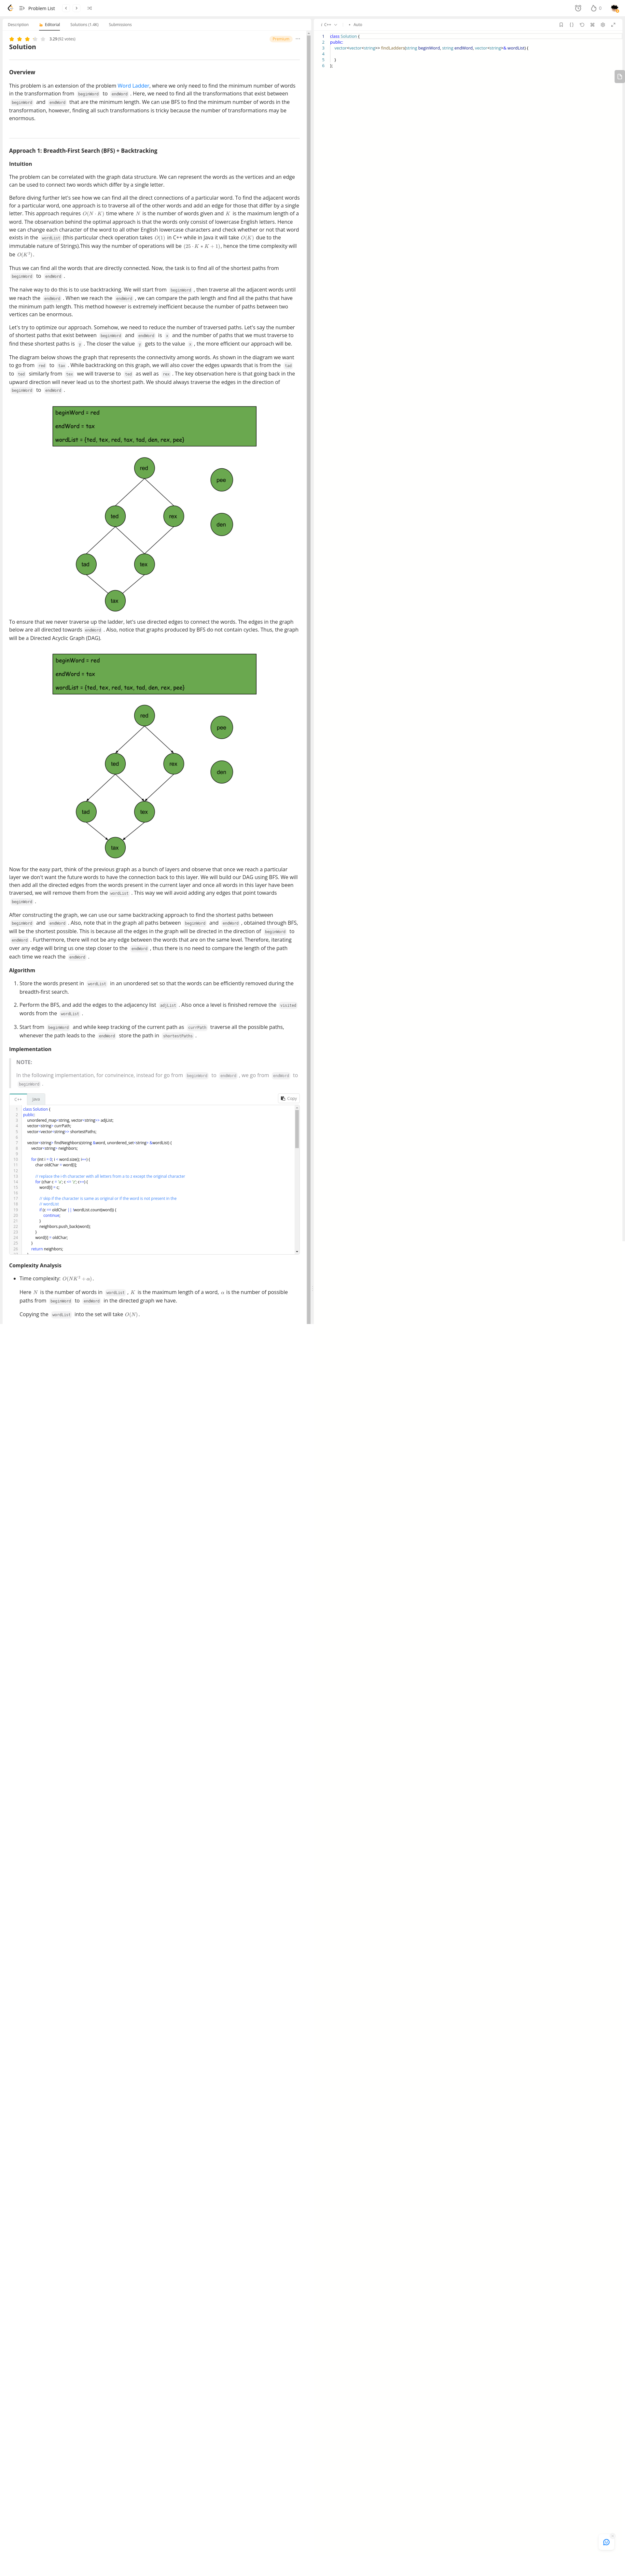 Problem List
Description
Editorial
Solutions (1.4K)
Submissions
C++
Auto
3.29 (92 votes)
Premium
Solution
Overview
This problem is an extension of the problem Word Ladder, where we only need to find the minimum number of words
in the transformation from beginWord to endWord . Here, we need to find all the transformations that exist between
beginWord and endWord that are the minimum length. We can use BFS to find the minimum number of words in the
transformation, however, finding all such transformations is tricky because the number of transformations may be
enormous.
Approach 1: Breadth-First Search (BFS) + Backtracking
Intuition
The problem can be correlated with the graph data structure. We can represent the words as the vertices and an edge
can be used to connect two words which differ by a single letter.
Before diving further let's see how we can find all the direct connections of a particular word. To find the adjacent words
for a particular word, one approach is to traverse all of the other words and add an edge for those that differ by a single
letter. This approach requires O(N · K) time where N is the number of words given and K is the maximum length of a
word. The observation behind the optimal approach is that the words only consist of lowercase English letters. Hence
we can change each character of the word to all other English lowercase characters and check whether or not that word
exists in the wordList (this particular check operation takes O(1) in C++ while in Java it will take O(K) due to the
immutable nature of Strings).This way the number of operations will be (25 · K + K + 1), hence the time complexity will
be O(K²).
Thus we can find all the words that are directly connected. Now, the task is to find all of the shortest paths from
beginWord to endWord .
The naive way to do this is to use backtracking. We will start from beginWord , then traverse all the adjacent words until
we reach the endWord . When we reach the endWord , we can compare the path length and find all the paths that have
the minimum path length. This method however is extremely inefficient because the number of paths between two
vertices can be enormous.
Let's try to optimize our approach. Somehow, we need to reduce the number of traversed paths. Let's say the number of
shortest paths that exist between beginWord and endWord is x and the number of paths that we must traverse to
find these shortest paths is y . The closer the value y gets to the value x , the more efficient our approach will be.
The diagram below shows the graph that represents the connectivity among words. As shown in the diagram we want
to go from red to tax . While backtracking on this graph, we will also cover the edges upwards that is from the tad
to ted similarly from tex we will traverse to ted as well as rex . The key observation here is that going back in the
upward direction will never lead us to the shortest path. We should always traverse the edges in the direction of
beginWord to endWord .
beginWord = red
endWord = tax
wordList = {ted, tex, red, tax, tad, den, rex, pee}
red
pee
ted
rex
den
tad
tex
tax
To ensure that we never traverse up the ladder, let's use directed edges to connect the words. The edges in the graph
below are all directed towards endWord . Also, notice that graphs produced by BFS do not contain cycles. Thus, the graph
will be a Directed Acyclic Graph (DAG).
beginWord = red
endWord = tax
wordList = {ted, tex, red, tax, tad, den, rex, pee}
red
pee
ted
rex
den
tad
tex
tax
Now for the easy part, think of the previous graph as a bunch of layers and observe that once we reach a particular
layer we don't want the future words to have the connection back to this layer. We will build our DAG using BFS. We will
then add all the directed edges from the words present in the current layer and once all words in this layer have been
traversed, we will remove them from the wordList . This way we will avoid adding any edges that point towards
beginWord .
After constructing the graph, we can use our same backtracking approach to find the shortest paths between
beginWord and endWord . Also, note that in the graph all paths between beginWord and endWord , obtained through BFS,
will be the shortest possible. This is because all the edges in the graph will be directed in the direction of beginWord to
endWord . Furthermore, there will not be any edge between the words that are on the same level. Therefore, iterating
over any edge will bring us one step closer to the endWord , thus there is no need to compare the length of the path
each time we reach the endWord .
Algorithm
1. Store the words present in wordList in an unordered set so that the words can be efficiently removed during the
breadth-first search.
2. Perform the BFS, and add the edges to the adjacency list adjList . Also once a level is finished remove the visited
words from the wordList .
3. Start from beginWord and while keep tracking of the current path as currPath traverse all the possible paths,
whenever the path leads to the endWord store the path in shortestPaths .
Implementation
NOTE:
In the following implementation, for convenience, instead for go from beginWord to endWord , we go from endWord to
beginWord .
C++
Java
Copy
1 class Solution {
2 public:
3 unordered_map<string, vector<string>> adjList;
4 vector<string> currPath;
5 vector<vector<string>> shortestPaths;
6
7 vector<string> findNeighbors(string &word, unordered_set<string> &wordList) {
8 vector<string> neighbors;
9
10 for (int i = 0; i < word.size(); i++) {
11 char oldChar = word[i];
12
13 // replace the i-th character with all letters from a to z except the original character
14 for (char c = 'a'; c <= 'z'; c++) {
15 word[i] = c;
16
17 // skip if the character is same as original or if the word is not present in the
18 // wordList
19 if (c == oldChar || !wordList.count(word)) {
20 continue;
21 }
22 neighbors.push_back(word);
23 }
24 word[i] = oldChar;
25 }
26 return neighbors;
Complexity Analysis
• Time complexity: O(NK² + α).
Here N is the number of words in wordList , K is the maximum length of a word, α is the number of possible
paths from beginWord to endWord in the directed graph we have.
Copying the wordList into the set will take O(N).
1 class Solution {
2 public:
3 vector<vector<string>> findLadders(string beginWord, string endWord, vector<string>& wordList) {
4
5 }
6 };